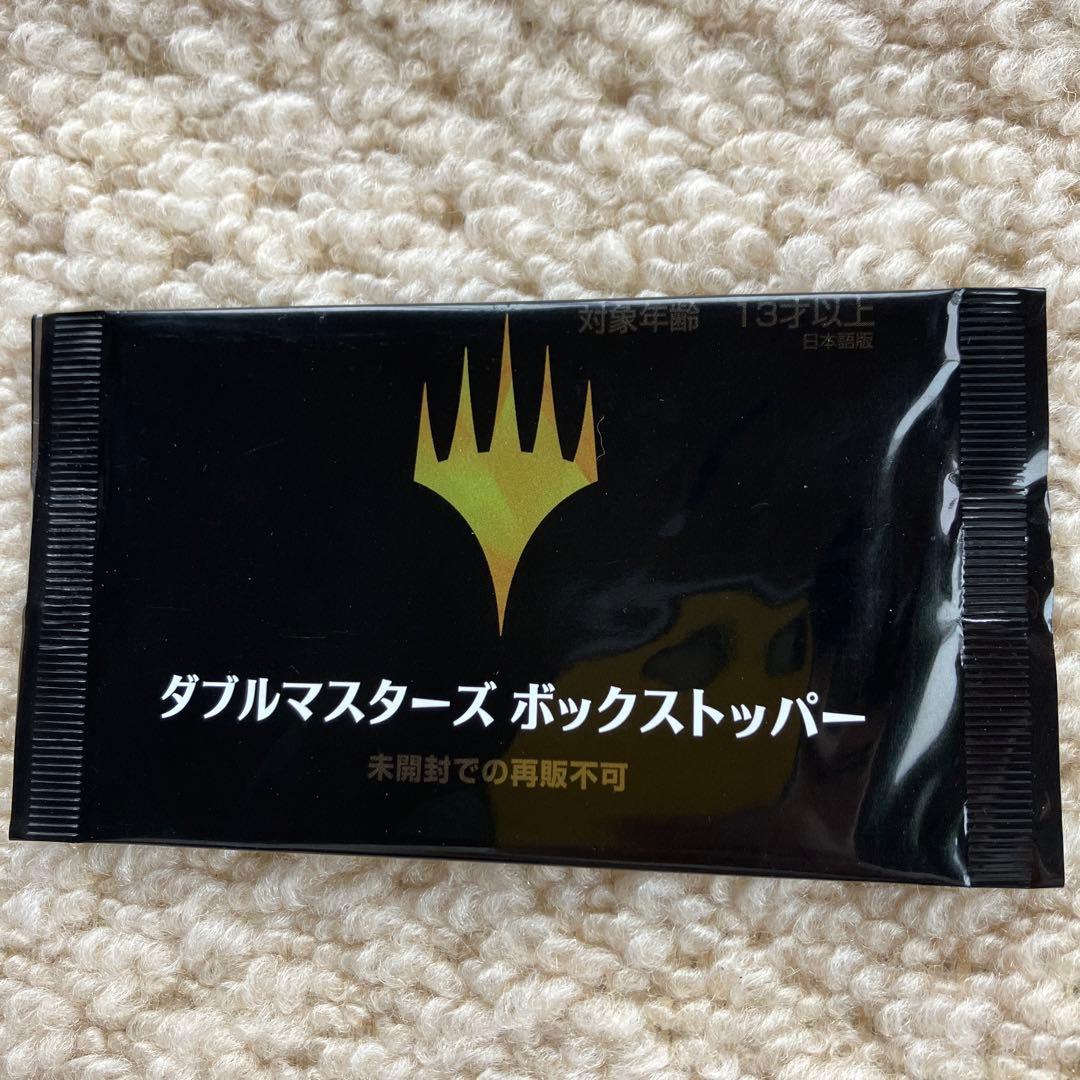 対象年齢 13才以上
日本語版
ダブルマスターズ ボックストッパー
未開封での再販不可